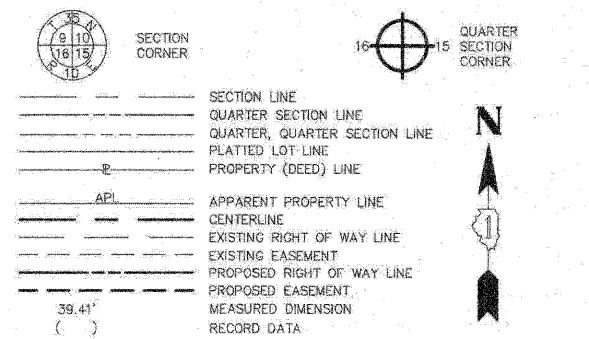 T 35 N
9 10
16 15
R 10 E
SECTION
CORNER
16 15
QUARTER
SECTION
CORNER
SECTION LINE
QUARTER SECTION LINE
QUARTER, QUARTER SECTION LINE
PLATTED LOT LINE
PL PROPERTY (DEED) LINE
APL APPARENT PROPERTY LINE
CENTERLINE
EXISTING RIGHT OF WAY LINE
EXISTING EASEMENT
PROPOSED RIGHT OF WAY LINE
PROPOSED EASEMENT
39.41' MEASURED DIMENSION
( ) RECORD DATA
N
1